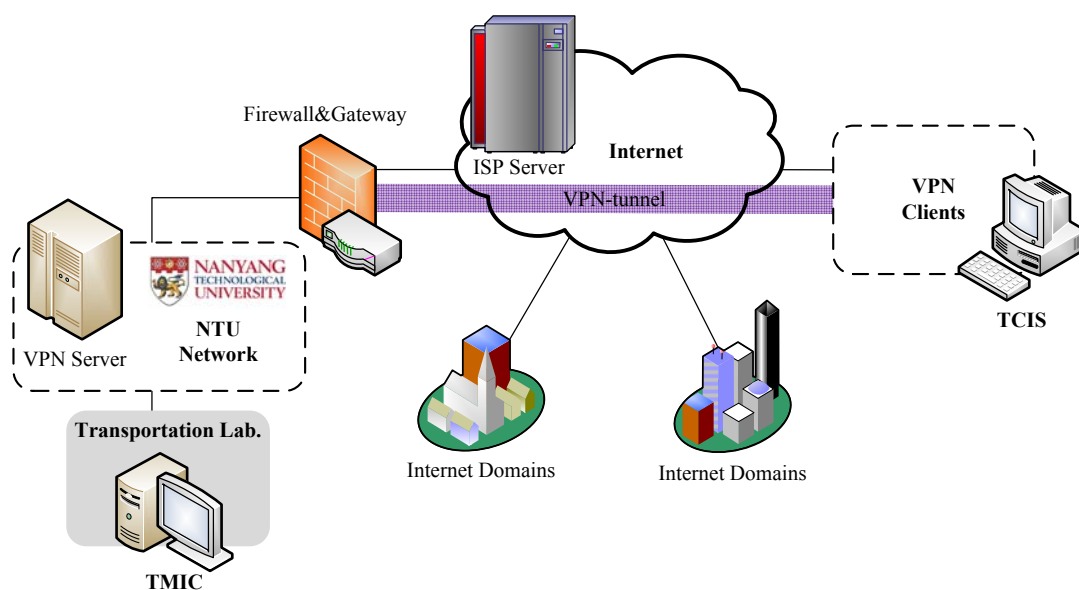 Firewall&Gateway
ISP Server
Internet
VPN-tunnel
VPN
Clients
TCIS
NANYANG
TECHNOLOGICAL
UNIVERSITY
NTU
Network
VPN Server
Transportation Lab.
TMIC
Internet Domains
Internet Domains